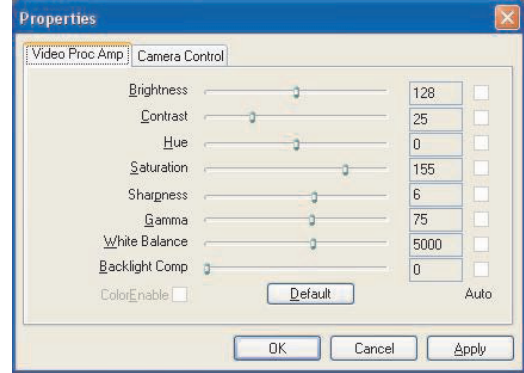 Properties
Video Proc Amp Camera Control
Brightness 128
Contrast 25
Hue 0
Saturation 155
Sharpness 6
Gamma 75
White Balance 5000
Backlight Comp 0
ColorEnable Default Auto
OK Cancel Apply